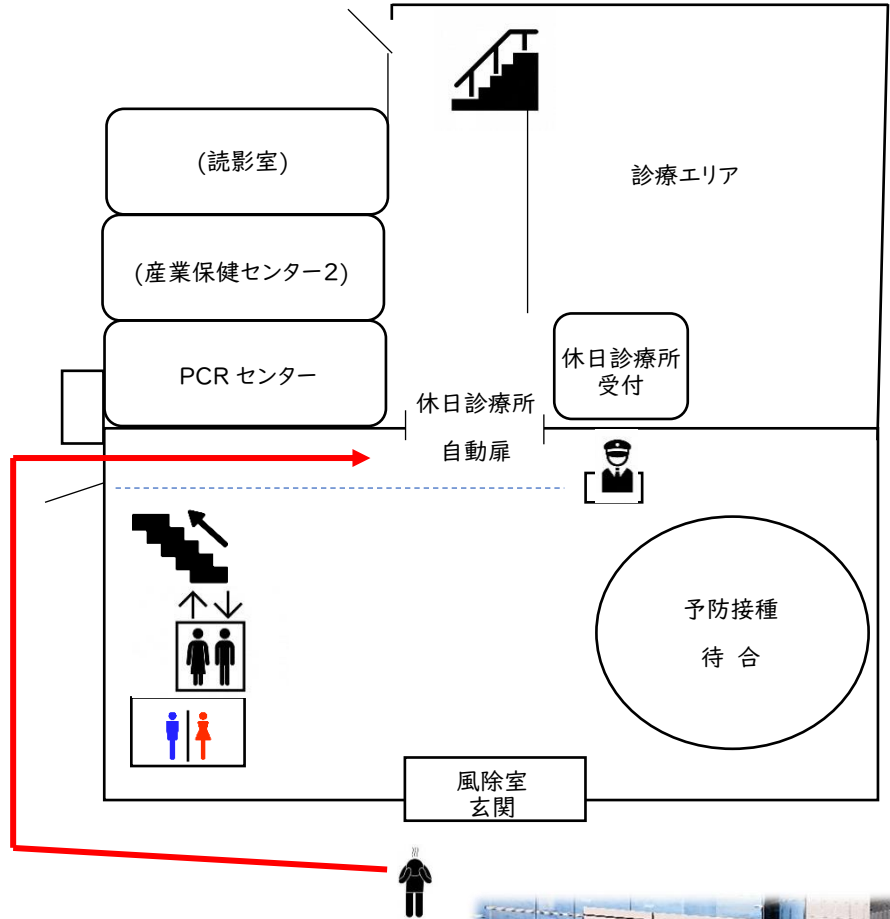 (読影室)
診療エリア
(産業保健センター2)
PCR センター
休日診療所
受付
休日診療所
自動扉
予防接種
待 合
風除室
玄関